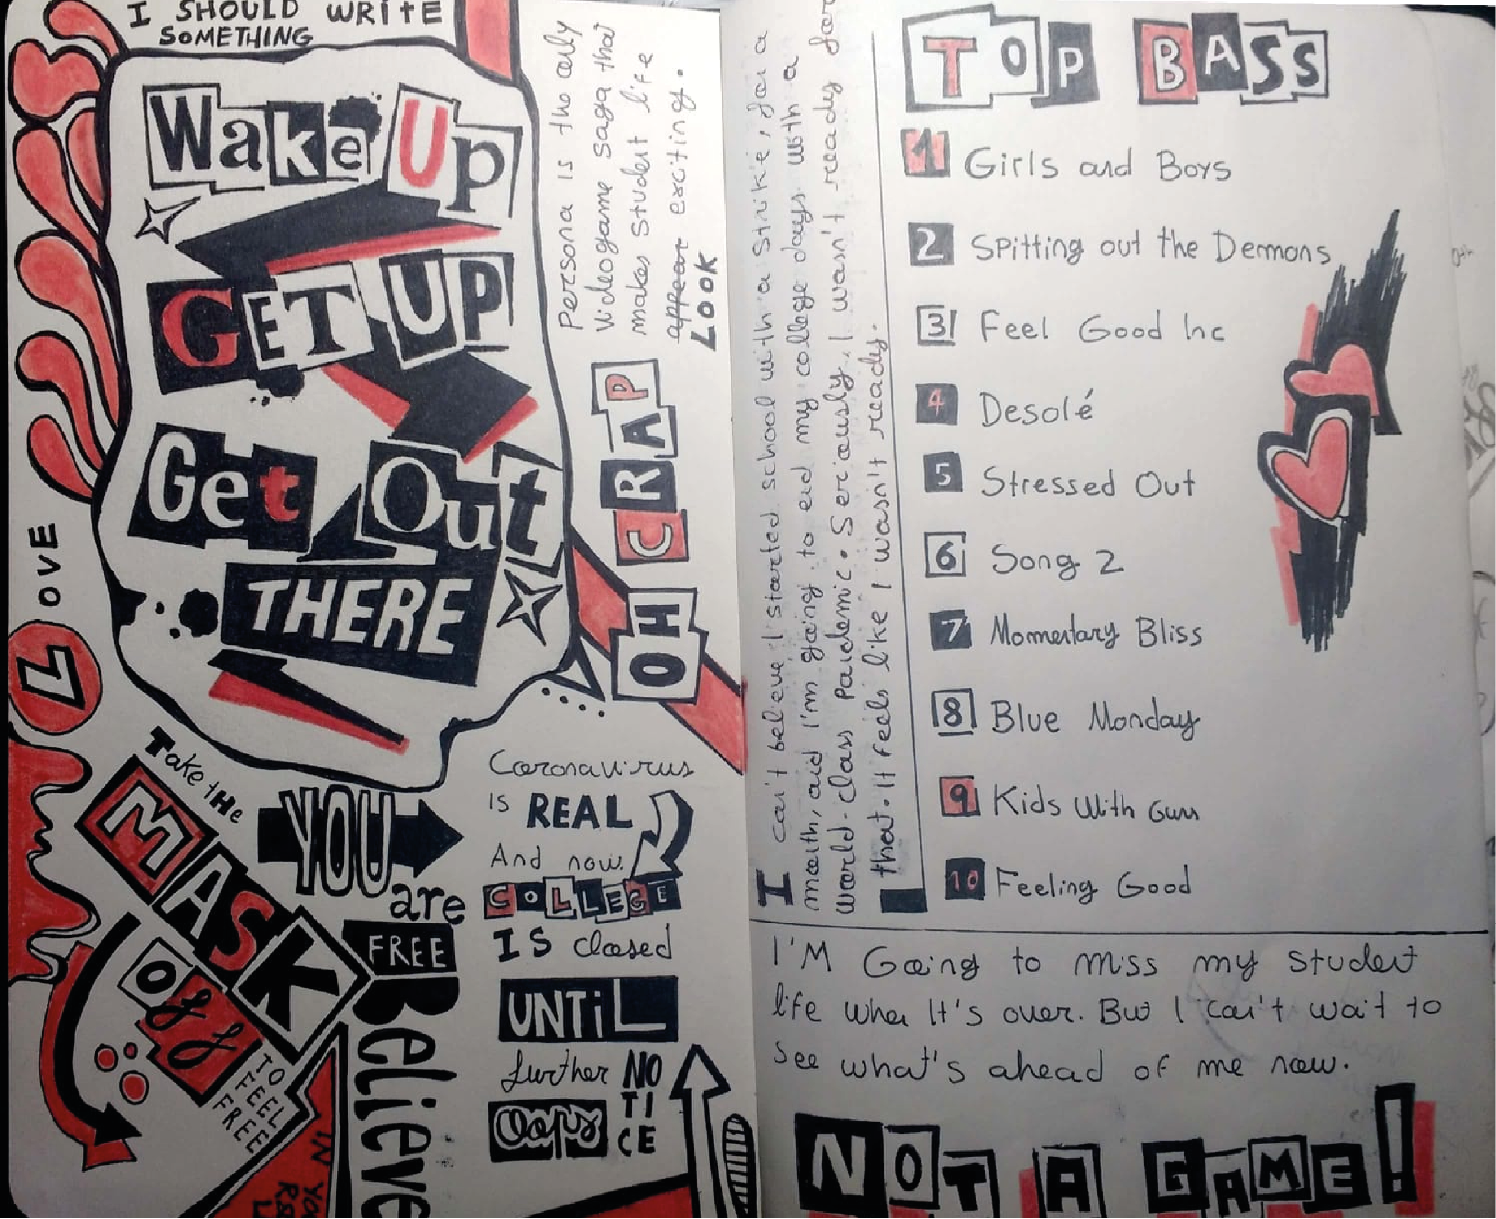 I SHOULD WRITE
SOMETHING
Wake Up
GET UP
Get Out
THERE
LOVE
Persona is the only
videogame saga that
makes student life
appear exciting.
LOOK
OH CRAP
Take the
MASK
Off
TO
FEEL
FREE
YOU
are
FREE
Believe
IN YO
Coronavirus
IS REAL
And now
COLLEGE
IS closed
UNTiL
further NO
TI
CE
Oops
I can't believe I started school with a strike, for a
month, and I'm going to end my college days with a
world-class Pandemic. Seriously, I wasn't ready for
that. It feels like I wasn't ready.
TOP BASS
1 Girls and Boys
2 Spitting out the Demons
3 Feel Good Inc
4 Desolé
5 Stressed Out
6 Song 2
7 Momentary Bliss
8 Blue Monday
9 Kids With Guns
10 Feeling Good
I'M Going to miss my student
life when It's over. But I can't wait to
see what's ahead of me now.
NOT A GAME!